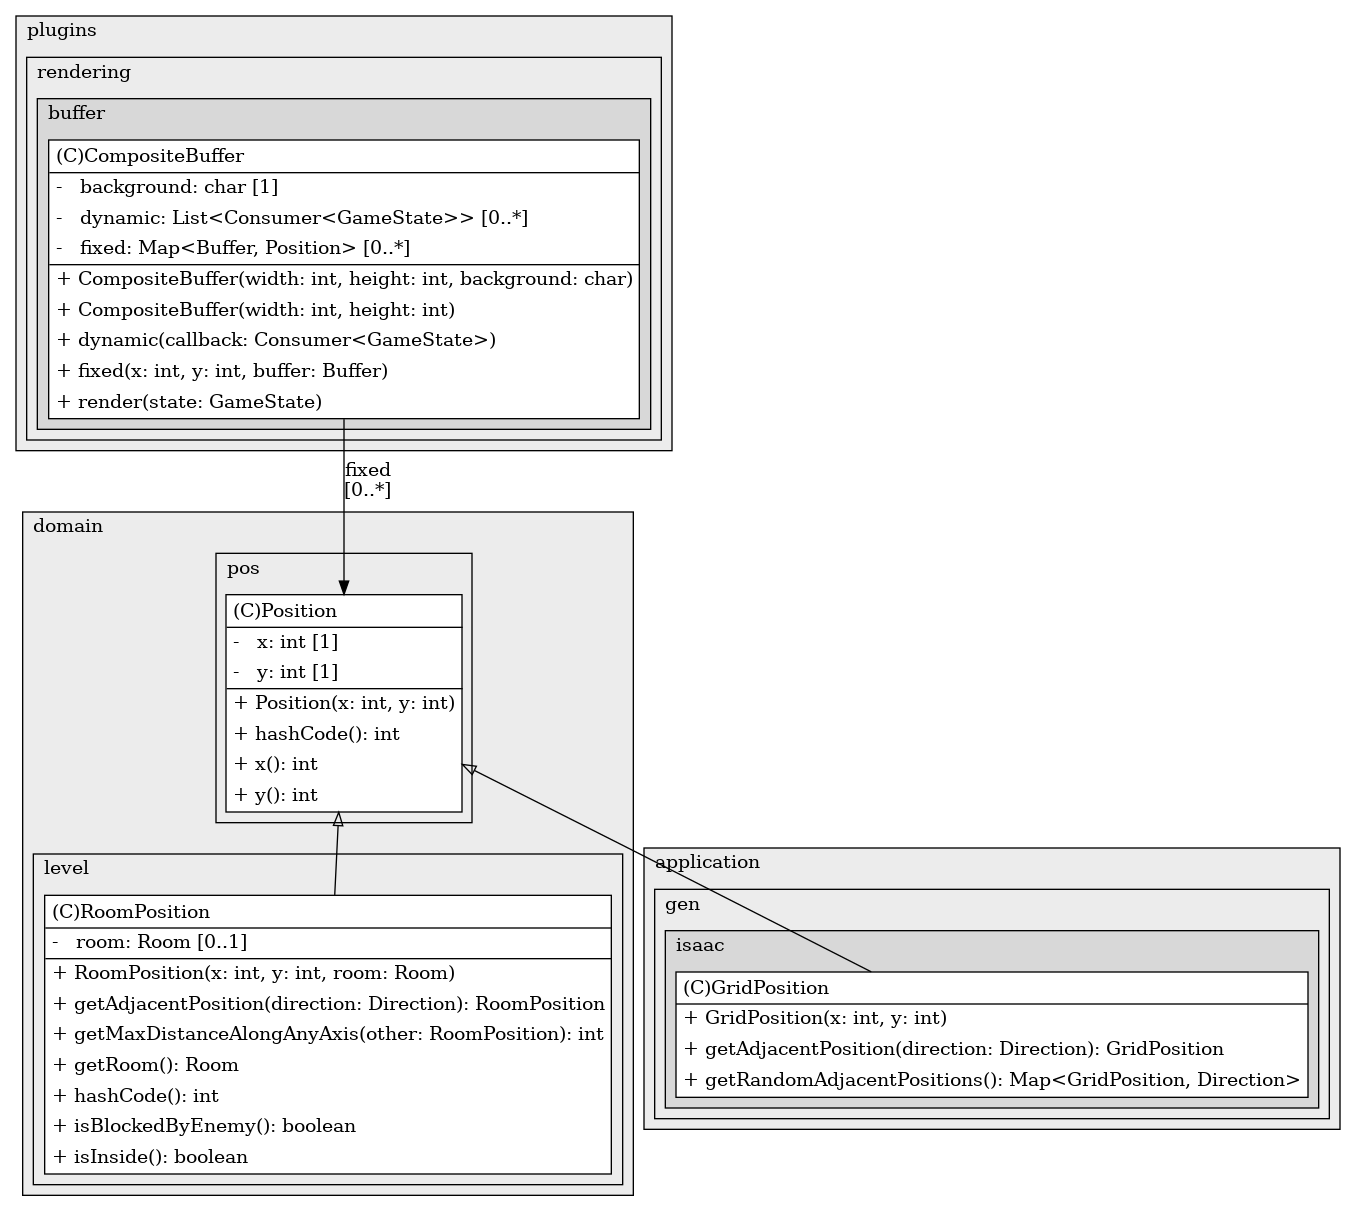 plugins
rendering
buffer
(C)CompositeBuffer
-   background: char [1]
-   dynamic: List<Consumer<GameState>> [0..*]
-   fixed: Map<Buffer, Position> [0..*]
+ CompositeBuffer(width: int, height: int, background: char)
+ CompositeBuffer(width: int, height: int)
+ dynamic(callback: Consumer<GameState>)
+ fixed(x: int, y: int, buffer: Buffer)
+ render(state: GameState)
fixed
[0..*]
domain
pos
(C)Position
-   x: int [1]
-   y: int [1]
+ Position(x: int, y: int)
+ hashCode(): int
+ x(): int
+ y(): int
level
(C)RoomPosition
-   room: Room [0..1]
+ RoomPosition(x: int, y: int, room: Room)
+ getAdjacentPosition(direction: Direction): RoomPosition
+ getMaxDistanceAlongAnyAxis(other: RoomPosition): int
+ getRoom(): Room
+ hashCode(): int
+ isBlockedByEnemy(): boolean
+ isInside(): boolean
application
gen
isaac
(C)GridPosition
+ GridPosition(x: int, y: int)
+ getAdjacentPosition(direction: Direction): GridPosition
+ getRandomAdjacentPositions(): Map<GridPosition, Direction>